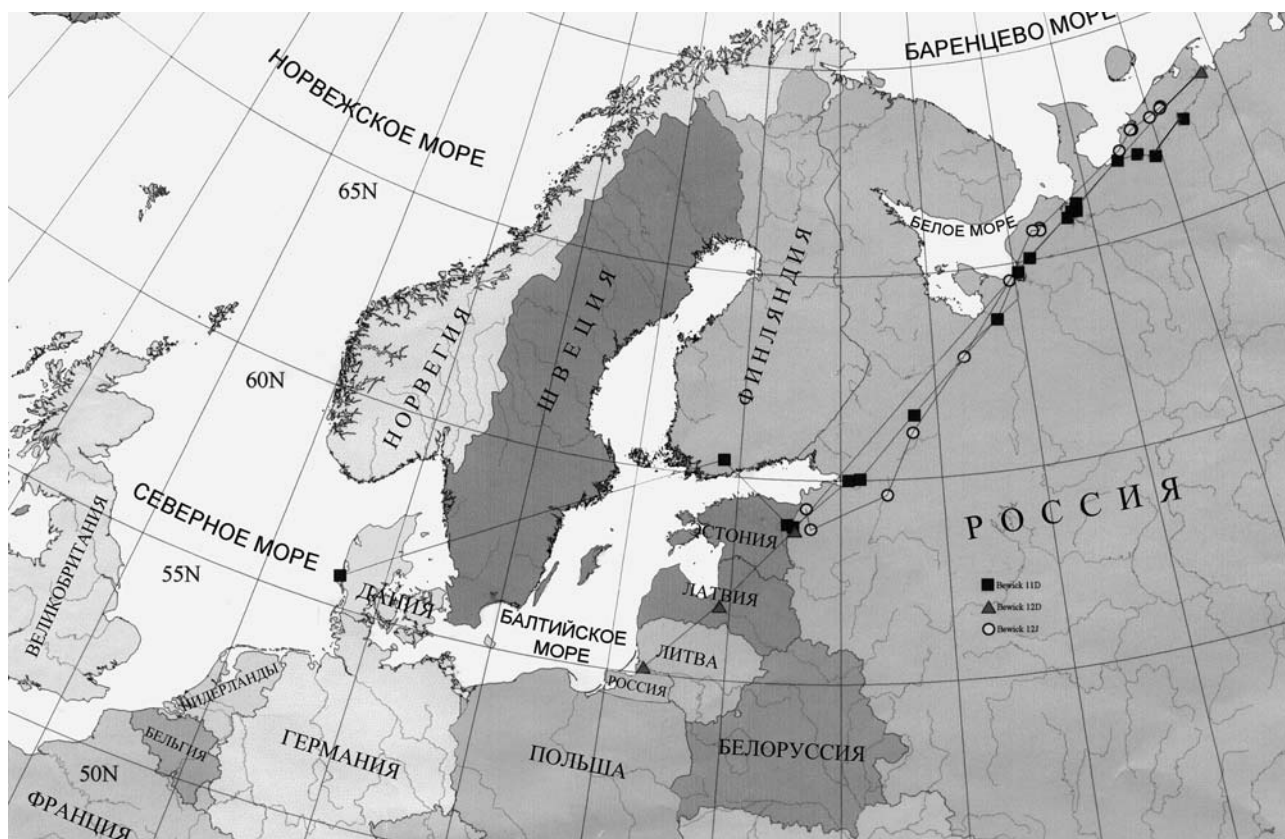 БАРЕНЦЕВО МОРЕ
НОРВЕЖСКОЕ МОРЕ
65N
БЕЛОЕ МОРЕ
ФИНЛЯНДИЯ
ШВЕЦИЯ
НОРВЕГИЯ
60N
СЕВЕРНОЕ МОРЕ
РОССИЯ
ВЕЛИКОБРИТАНИЯ
ЭСТОНИЯ
55N
ДАНИЯ
ЛАТВИЯ
Bewick 11D
Bewick 12D
Bewick 12J
БАЛТИЙСКОЕ
МОРЕ
ЛИТВА
РОССИЯ
НИДЕРЛАНДЫ
БЕЛЬГИЯ
ГЕРМАНИЯ
ПОЛЬША
БЕЛОРУССИЯ
50N
ФРАНЦИЯ